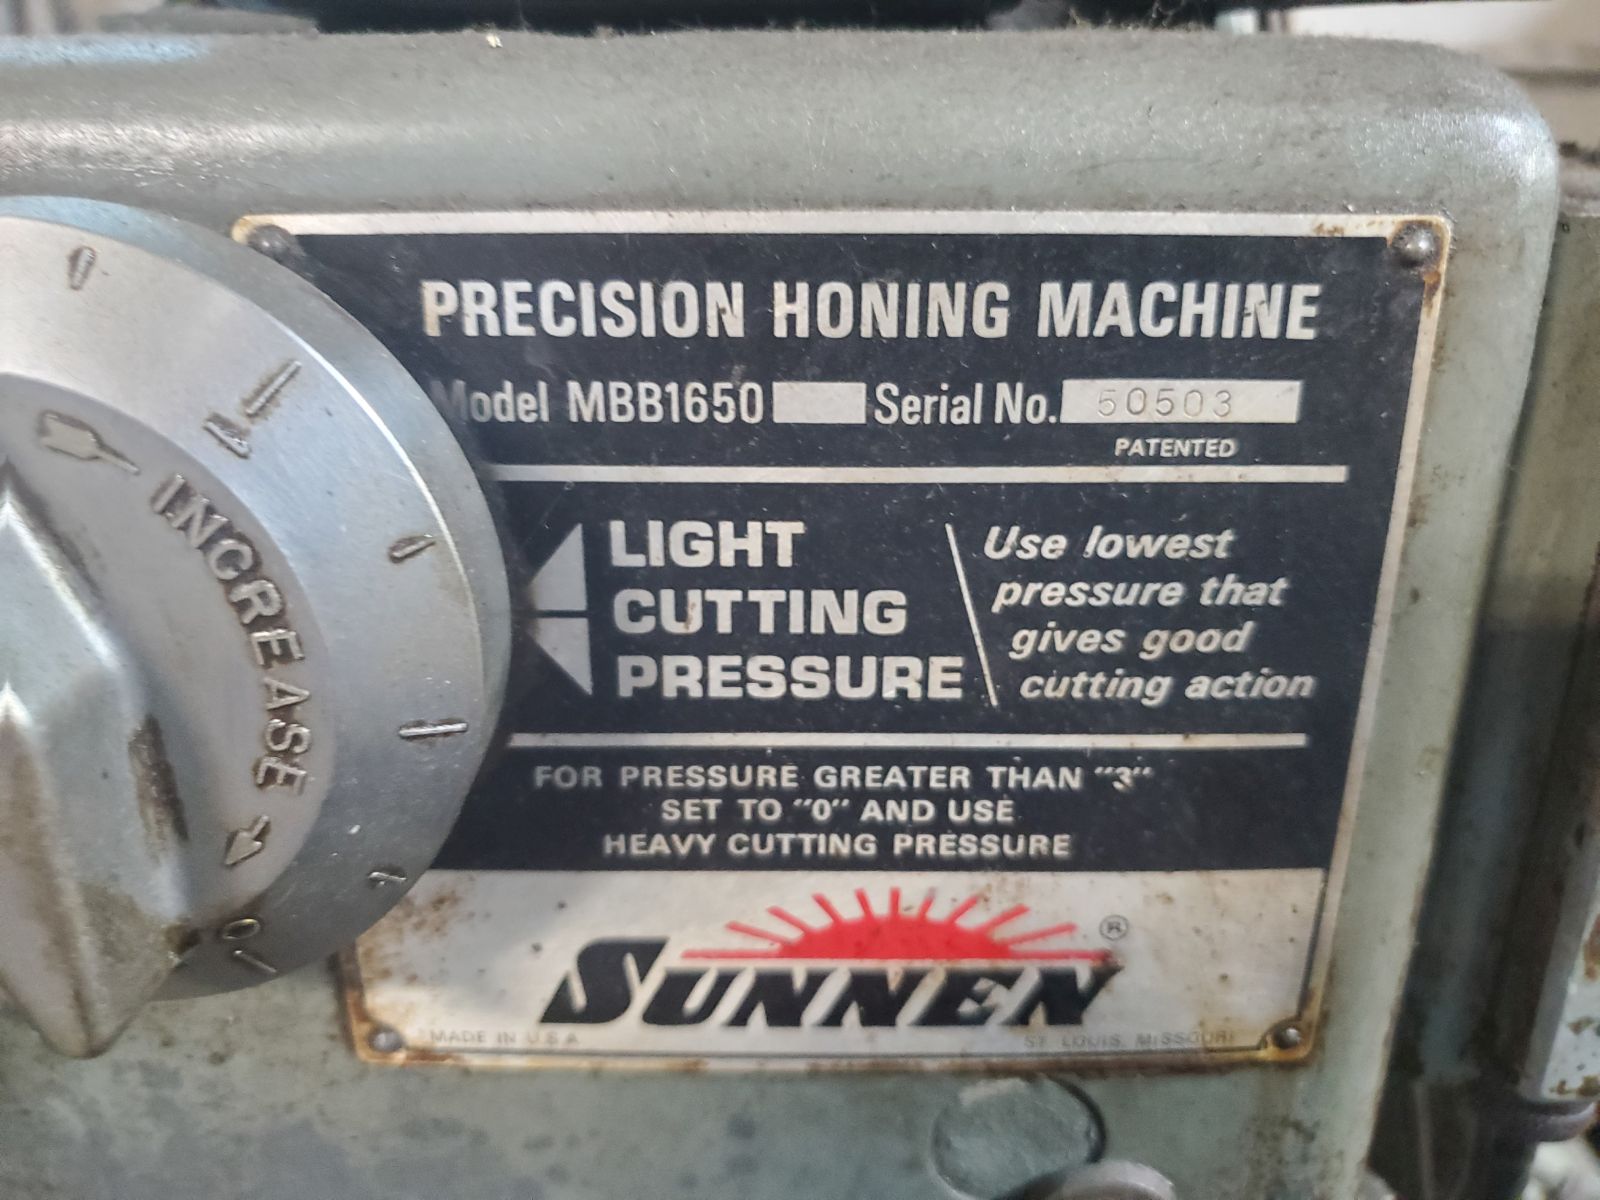 PRECISION HONING MACHINE
Model MBB1650 Serial No. 50503
PATENTED
LIGHT
CUTTING
PRESSURE
Use lowest
pressure that
gives good
cutting action
FOR PRESSURE GREATER THAN "3"
SET TO "0" AND USE
HEAVY CUTTING PRESSURE
SUNNEN ®
MADE IN U.S.A.
ST. LOUIS, MISSOURI
INCREASE
0